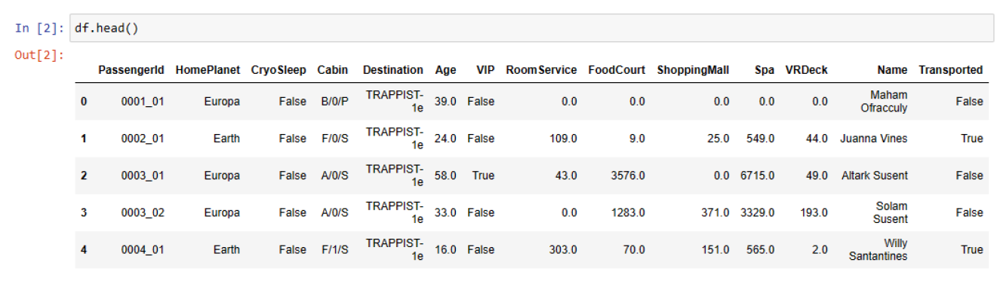 In [2]: df.head()
Out[2]:
PassengerId HomePlanet CryoSleep Cabin Destination Age VIP RoomService FoodCourt ShoppingMall Spa VRDeck Name Transported
0 0001_01 Europa False B/0/P TRAPPIST-1e 39.0 False 0.0 0.0 0.0 0.0 0.0 Maham Ofracculy False
1 0002_01 Earth False F/0/S TRAPPIST-1e 24.0 False 109.0 9.0 25.0 549.0 44.0 Juanna Vines True
2 0003_01 Europa False A/0/S TRAPPIST-1e 58.0 True 43.0 3576.0 0.0 6715.0 49.0 Altark Susent False
3 0003_02 Europa False A/0/S TRAPPIST-1e 33.0 False 0.0 1283.0 371.0 3329.0 193.0 Solam Susent False
4 0004_01 Earth False F/1/S TRAPPIST-1e 16.0 False 303.0 70.0 151.0 565.0 2.0 Willy Santantines True